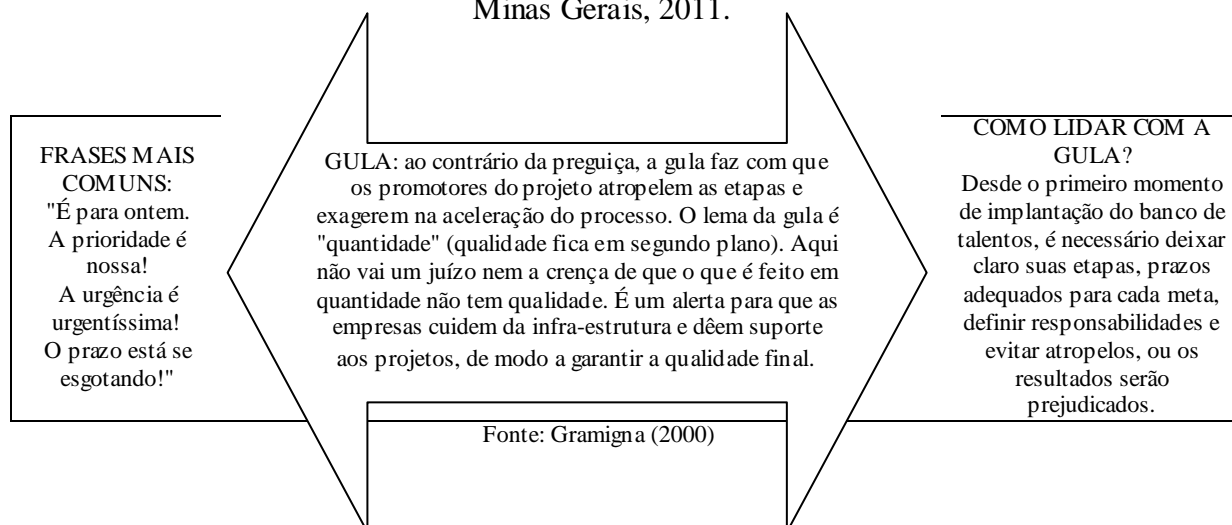 Minas Gerais, 2011.
FRASES MAIS
COMUNS:
"É para ontem.
A prioridade é
nossa!
A urgência é
urgentíssima!
O prazo está se
esgotando!"
GULA: ao contrário da preguiça, a gula faz com que
os promotores do projeto atropelem as etapas e
exagerem na aceleração do processo. O lema da gula é
"quantidade" (qualidade fica em segundo plano). Aqui
não vai um juízo nem a crença de que o que é feito em
quantidade não tem qualidade. É um alerta para que as
empresas cuidem da infra-estrutura e dêem suporte
aos projetos, de modo a garantir a qualidade final.
COMO LIDAR COM A
GULA?
Desde o primeiro momento
de implantação do banco de
talentos, é necessário deixar
claro suas etapas, prazos
adequados para cada meta,
definir responsabilidades e
evitar atropelos, ou os
resultados serão
prejudicados.
Fonte: Gramigna (2000)